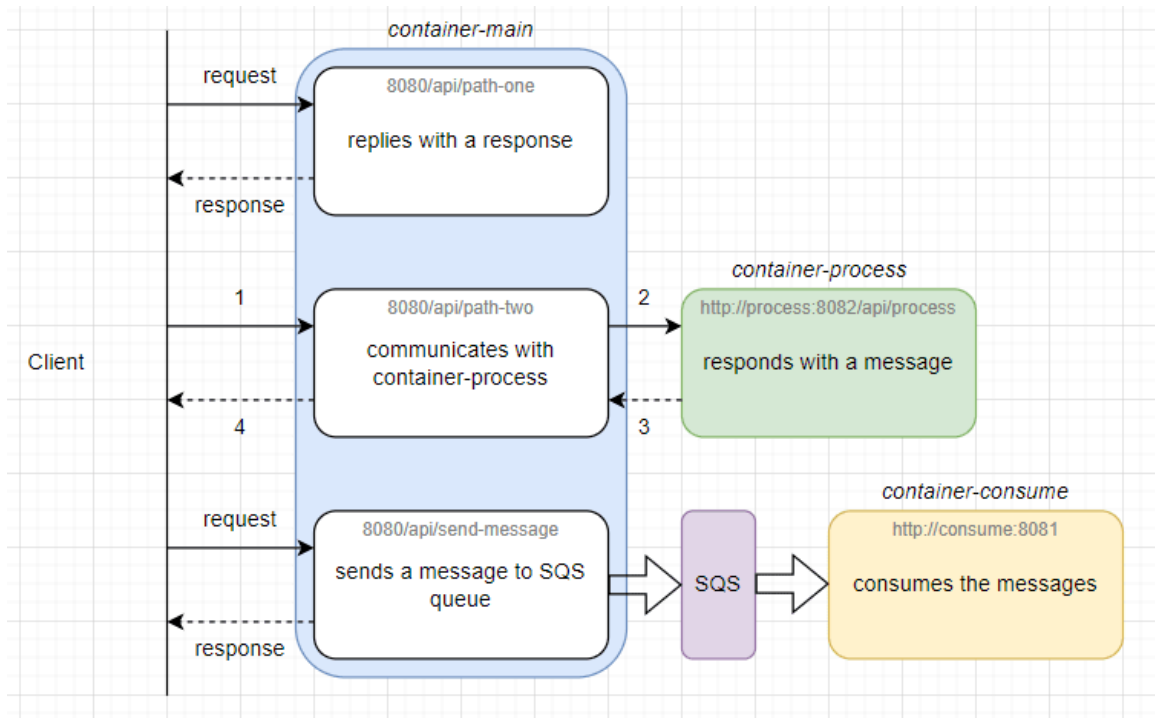 container-main
request
8080/api/path-one
replies with a response
response
container-process
1
8080/api/path-two
2
http://process:8082/api/process
communicates with
container-process
responds with a message
Client
4
3
container-consume
request
8080/api/send-message
http://consume:8081
sends a message to SQS
queue
SQS
consumes the messages
response